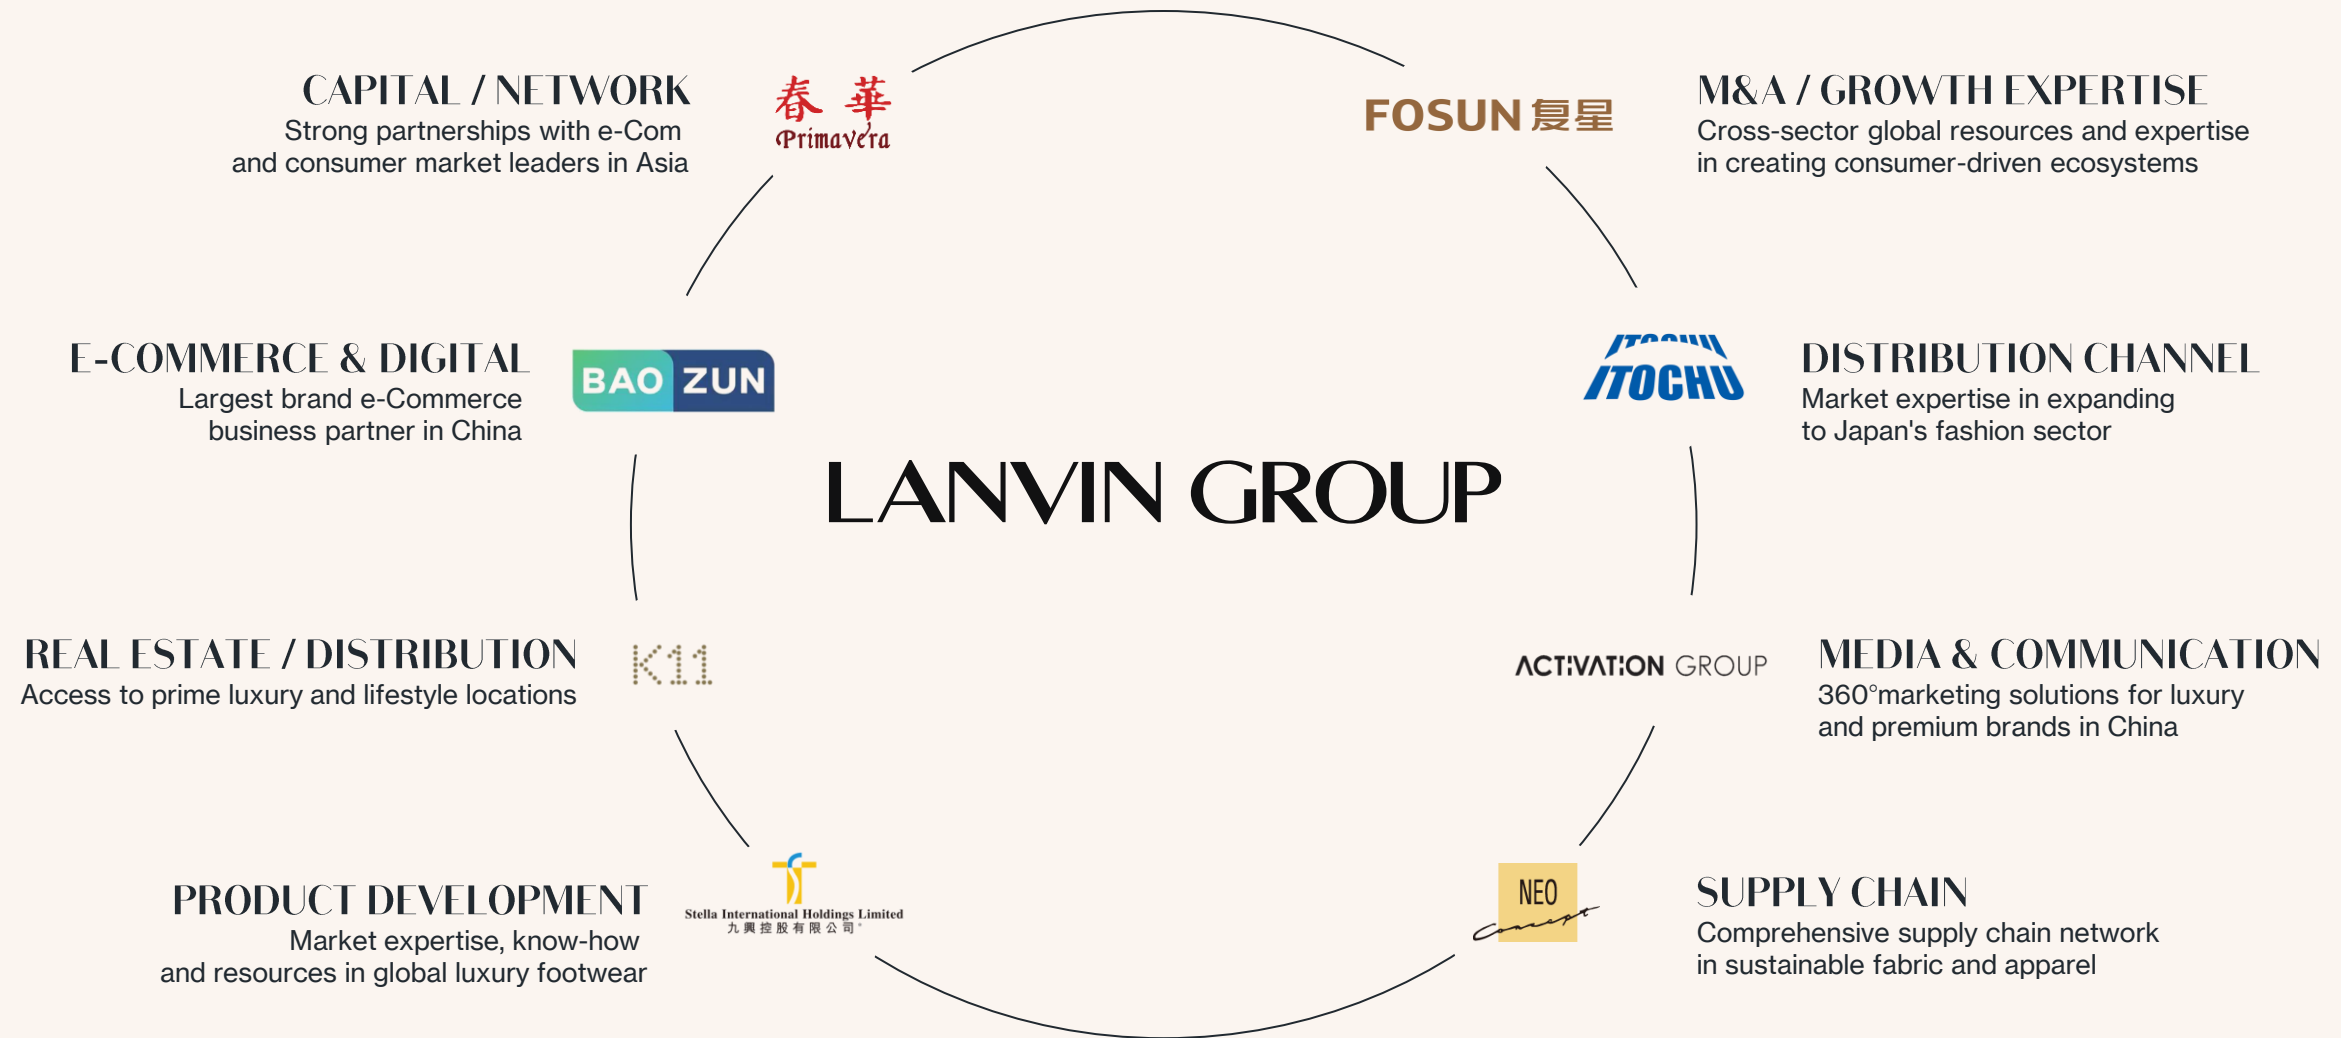 CAPITAL / NETWORK
Strong partnerships with e-Com
and consumer market leaders in Asia
春 華
Primavera
FOSUN 复星
M&A / GROWTH EXPERTISE
Cross-sector global resources and expertise
in creating consumer-driven ecosystems
E-COMMERCE & DIGITAL
Largest brand e-Commerce
business partner in China
BAO ZUN
ITOCHU
ITOCHU
DISTRIBUTION CHANNEL
Market expertise in expanding
to Japan's fashion sector
LANVIN GROUP
REAL ESTATE / DISTRIBUTION
Access to prime luxury and lifestyle locations
K11
ACTIVATION GROUP
MEDIA & COMMUNICATION
360°marketing solutions for luxury
and premium brands in China
PRODUCT DEVELOPMENT
Market expertise, know-how
and resources in global luxury footwear
Stella International Holdings Limited
九興控股有限公司*
NEO
Concept
SUPPLY CHAIN
Comprehensive supply chain network
in sustainable fabric and apparel